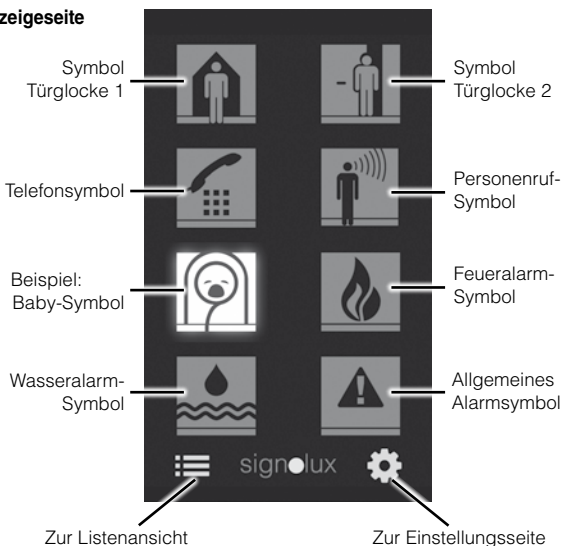 zeigeseite
Symbol
Türglocke 1
Symbol
Türglocke 2
Telefonsymbol
Personenruf-
Symbol
Beispiel:
Baby-Symbol
Feueralarm-
Symbol
Wasseralarm-
Symbol
Allgemeines
Alarmsymbol
signolux
Zur Listenansicht
Zur Einstellungsseite